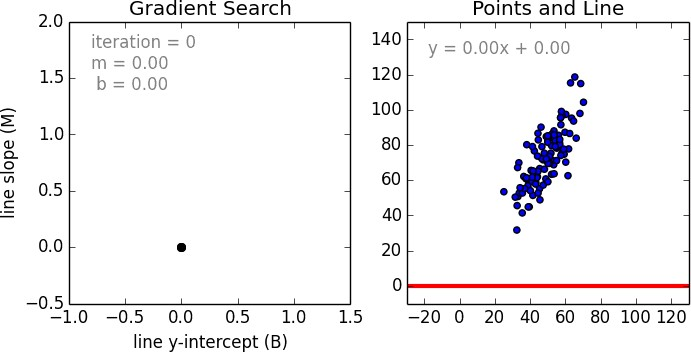 Gradient Search
iteration = 0
m = 0.00
b = 0.00
2.0
1.5
1.0
0.5
0.0
−0.5
−1.0 −0.5 0.0 0.5 1.0 1.5
line slope (M)
line y-intercept (B)
Points and Line
y = 0.00x + 0.00
140
120
100
80
60
40
20
0
−20 0 20 40 60 80 100 120